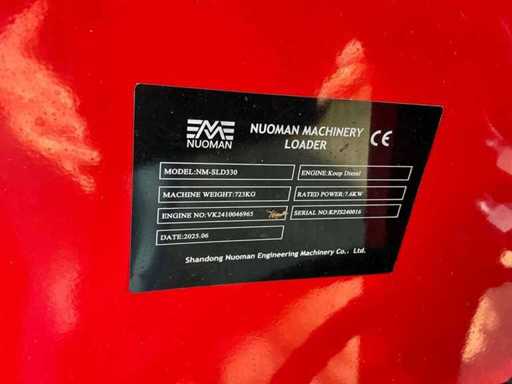 NUOMAN
NUOMAN MACHINERY
LOADER
CE
MODEL:NM-SLD330
ENGINE:Koop Diesel
MACHINE WEIGHT:723KG
RATED POWER:7.6KW
ENGINE NO:VK2410046965
SERIAL NO:KPJS240016
DATE:2025.06
Shandong Nuoman Engineering Machinery Co., Ltd.